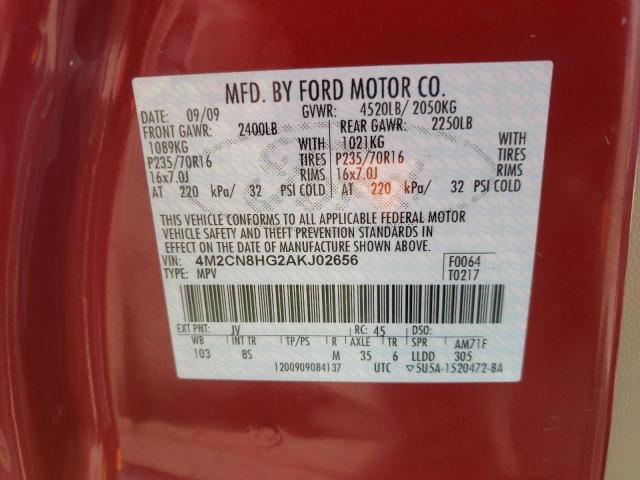 MFD. BY FORD MOTOR CO.
DATE: 09/09 GVWR: 4520LB/ 2050KG
FRONT GAWR: 2400LB REAR GAWR: 2250LB
1089KG WITH 1021KG WITH
P235/70R16 TIRES P235/70R16 TIRES
16x7.0J RIMS 16x7.0J RIMS
AT 220 kPa/ 32 PSI COLD AT 220 kPa/ 32 PSI COLD
THIS VEHICLE CONFORMS TO ALL APPLICABLE FEDERAL MOTOR
VEHICLE SAFETY AND THEFT PREVENTION STANDARDS IN
EFFECT ON THE DATE OF MANUFACTURE SHOWN ABOVE.
VIN: 4M2CN8HG2AKJ02656 F0064
TYPE: MPV T0217
EXT PNT: JV RC: 45 DSO:
WB INT TR TP/PS R AXLE TR SPR AM71F
103 8S M 35 6 LLDD 305
1200909084137 UTC ▽5U5A-1520472-BA